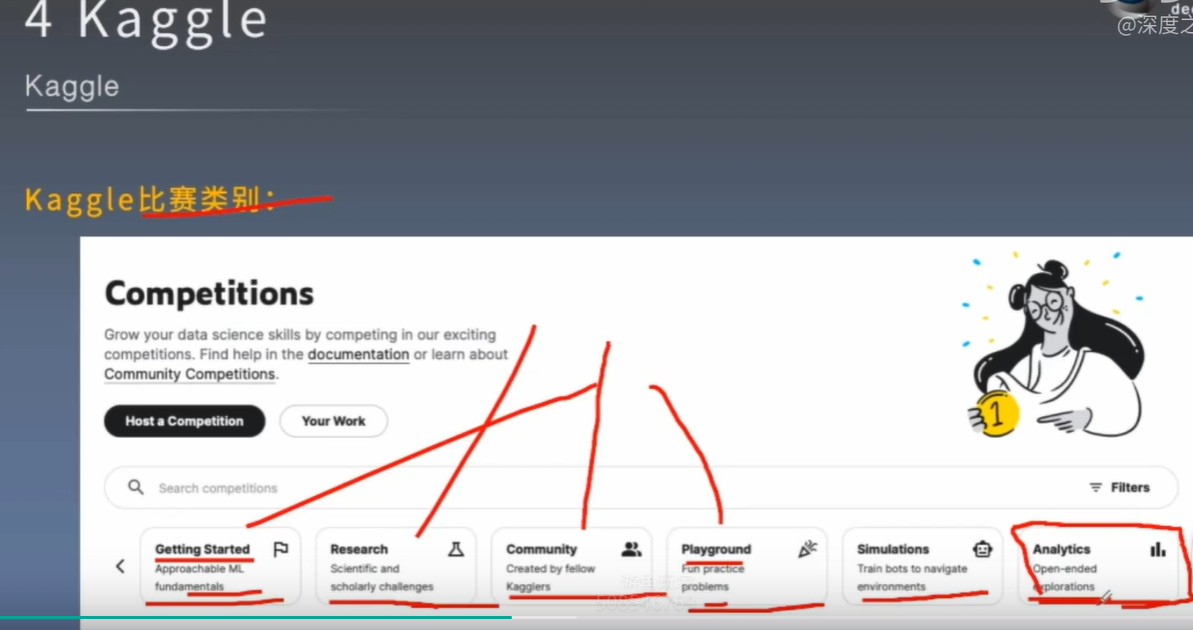 4 Kaggle
@深度之
Kaggle
Kaggle比赛类别：
Competitions
Grow your data science skills by competing in our exciting
competitions. Find help in the documentation or learn about
Community Competitions.
1
Host a Competition
Your Work
Search competitions
Filters
Getting Started
Approachable ML
fundamentals
Research
Scientific and
scholarly challenges
Community
Created by fellow
Kagglers
Playground
Fun practice
problems
Simulations
Train bots to navigate
environments
Analytics
Open-ended
explorations